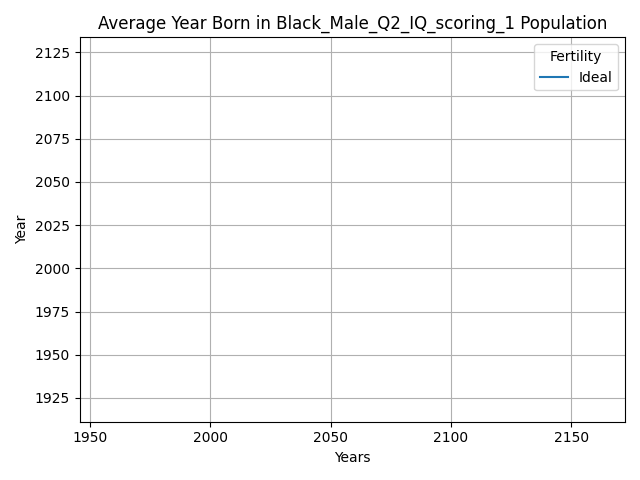 Average Year Born in Black_Male_Q2_IQ_scoring_1 Population
Fertility
Ideal
2125
2100
2075
2050
2025
2000
1975
1950
1925
Year
1950 2000 2050 2100 2150
Years